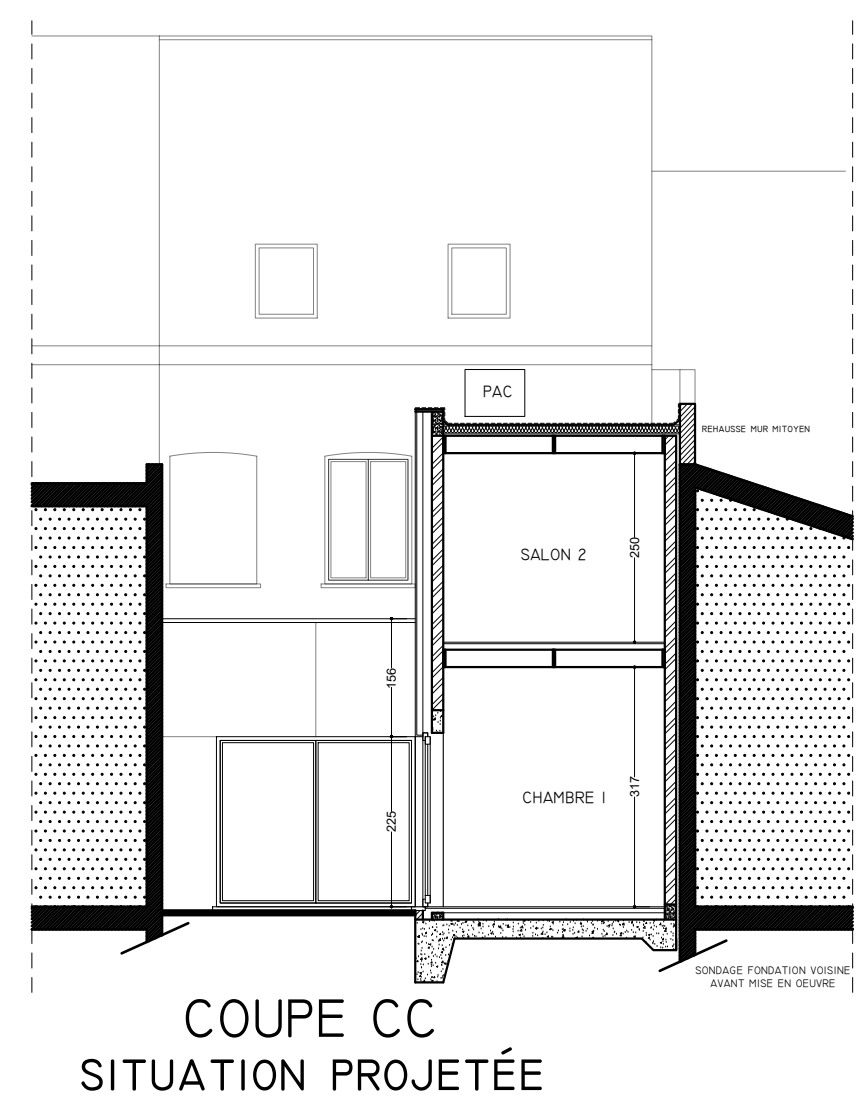 PAC
REHAUSSE MUR MITOYEN
SALON 2
250
156
CHAMBRE 1
317
225
SONDAGE FONDATION VOISINE
AVANT MISE EN OEUVRE
COUPE CC
SITUATION PROJETÉE